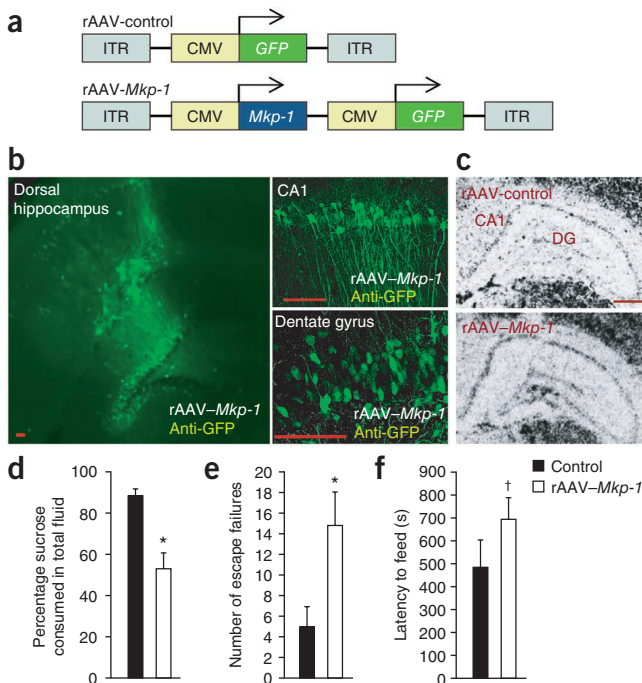 a
rAAV-control
ITR CMV GFP ITR
rAAV-Mkp-1
ITR CMV Mkp-1 CMV GFP ITR
b
Dorsal
hippocampus
rAAV–Mkp-1
Anti-GFP
CA1
rAAV–Mkp-1
Anti-GFP
Dentate gyrus
rAAV–Mkp-1
Anti-GFP
c
rAAV-control
CA1
DG
rAAV–Mkp-1
d
Percentage sucrose
consumed in total fluid
100
80
60
40
20
0
*
e
Number of escape failures
20
18
16
14
12
10
8
6
4
2
0
*
f
Latency to feed (s)
900
800
700
600
500
400
300
200
100
0
†
Control
rAAV–Mkp-1